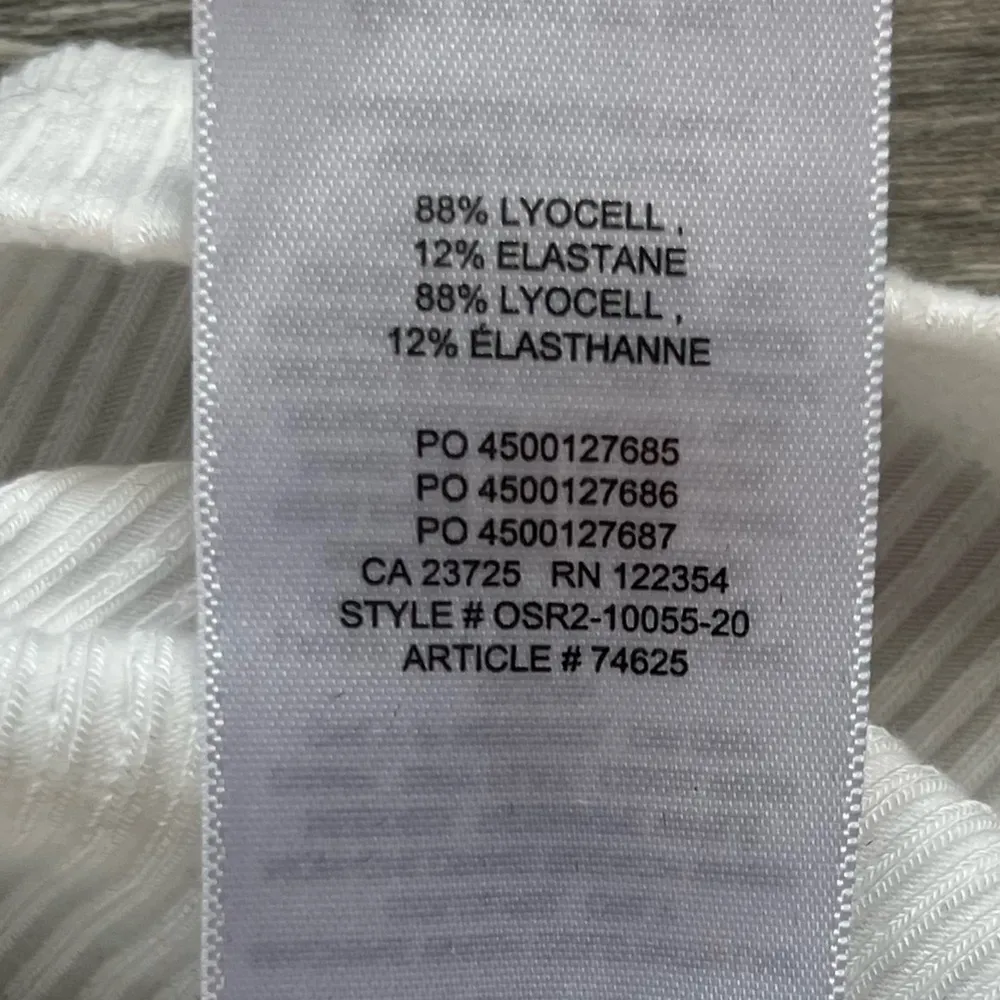 88% LYOCELL ,
12% ELASTANE
88% LYOCELL ,
12% ÉLASTHANNE
PO 4500127685
PO 4500127686
PO 4500127687
CA 23725 RN 122354
STYLE # OSR2-10055-20
ARTICLE # 74625